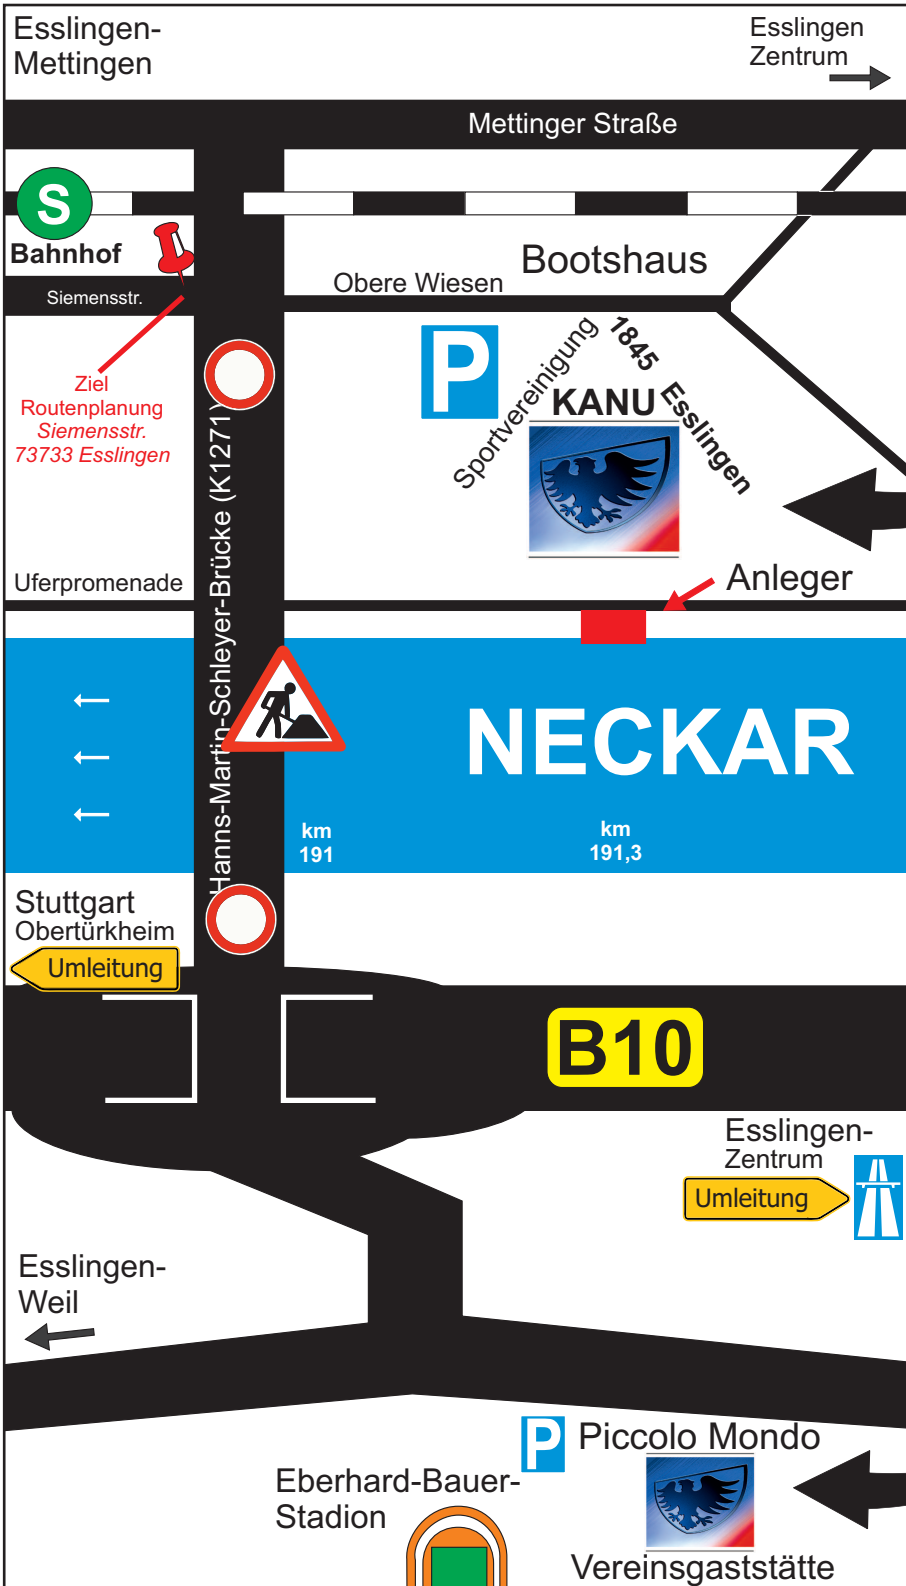 Esslingen-
Mettingen
Esslingen
Zentrum
Mettinger Straße
S
Bahnhof
Bootshaus
Obere Wiesen
Siemensstr.
P
Sportvereinigung
1845 Esslingen
KANU
Ziel
Routenplanung
Siemensstr.
73733 Esslingen
Hanns-Martin-Schleyer-Brücke (K1271)
Uferpromenade
Anleger
NECKAR
km
191
km
191,3
Stuttgart
Obertürkheim
Umleitung
B10
Esslingen-
Zentrum
Umleitung
Esslingen-
Weil
P
Piccolo Mondo
Eberhard-Bauer-
Stadion
Vereinsgaststätte